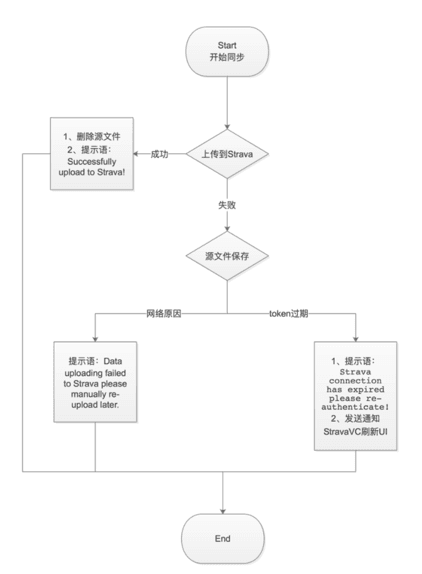 Start
开始同步
上传到Strava
成功
1、删除源文件
2、提示语:
Successfully
upload to Strava!
失败
源文件保存
网络原因
token过期
提示语：Data
uploading failed
to Strava please
manually re-
upload later.
1、提示语:
Strava
connection
has expired
please re-
authenticate!
2、发送通知
StravaVC刷新UI
End